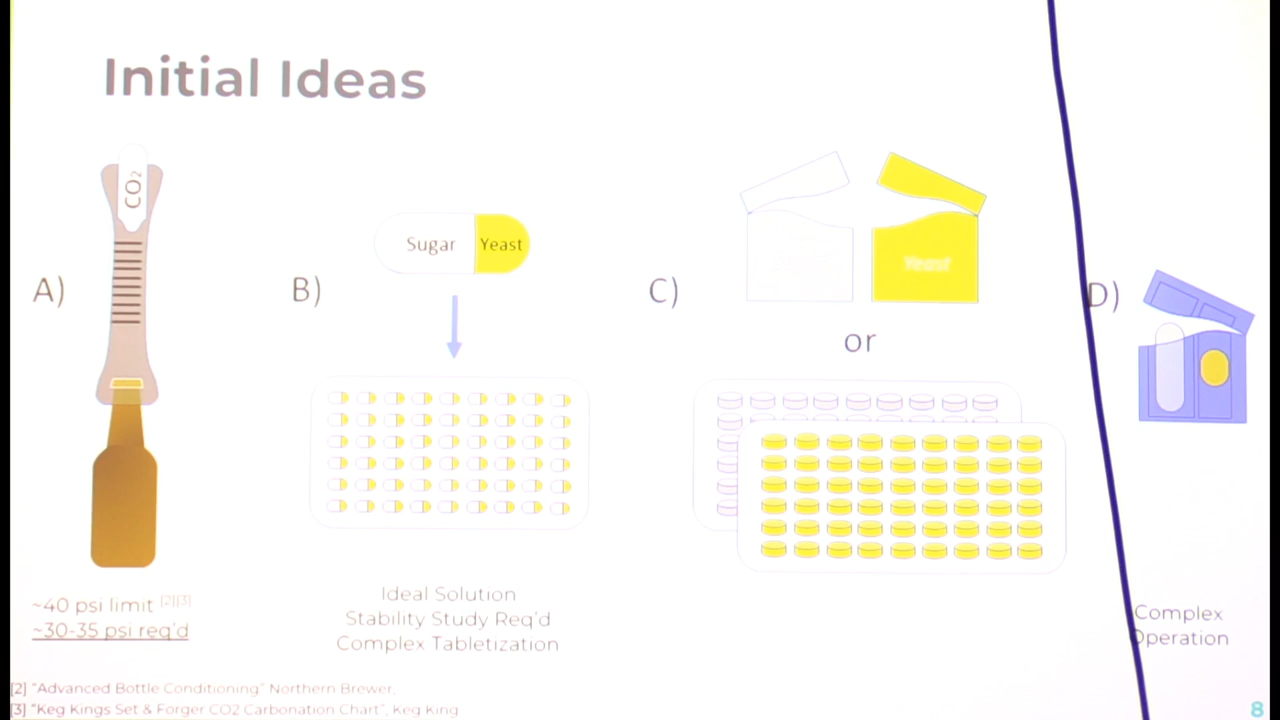 Initial Ideas
A)
CO₂
~40 psi limit [2][3]
~30-35 psi req'd
B)
Sugar Yeast
Ideal Solution
Stability Study Req'd
Complex Tabletization
C)
Yeast
or
D)
Complex
Operation
[2] "Advanced Bottle Conditioning" Northern Brewer,
[3] "Keg Kings Set & Forger CO2 Carbonation Chart", Keg King
8